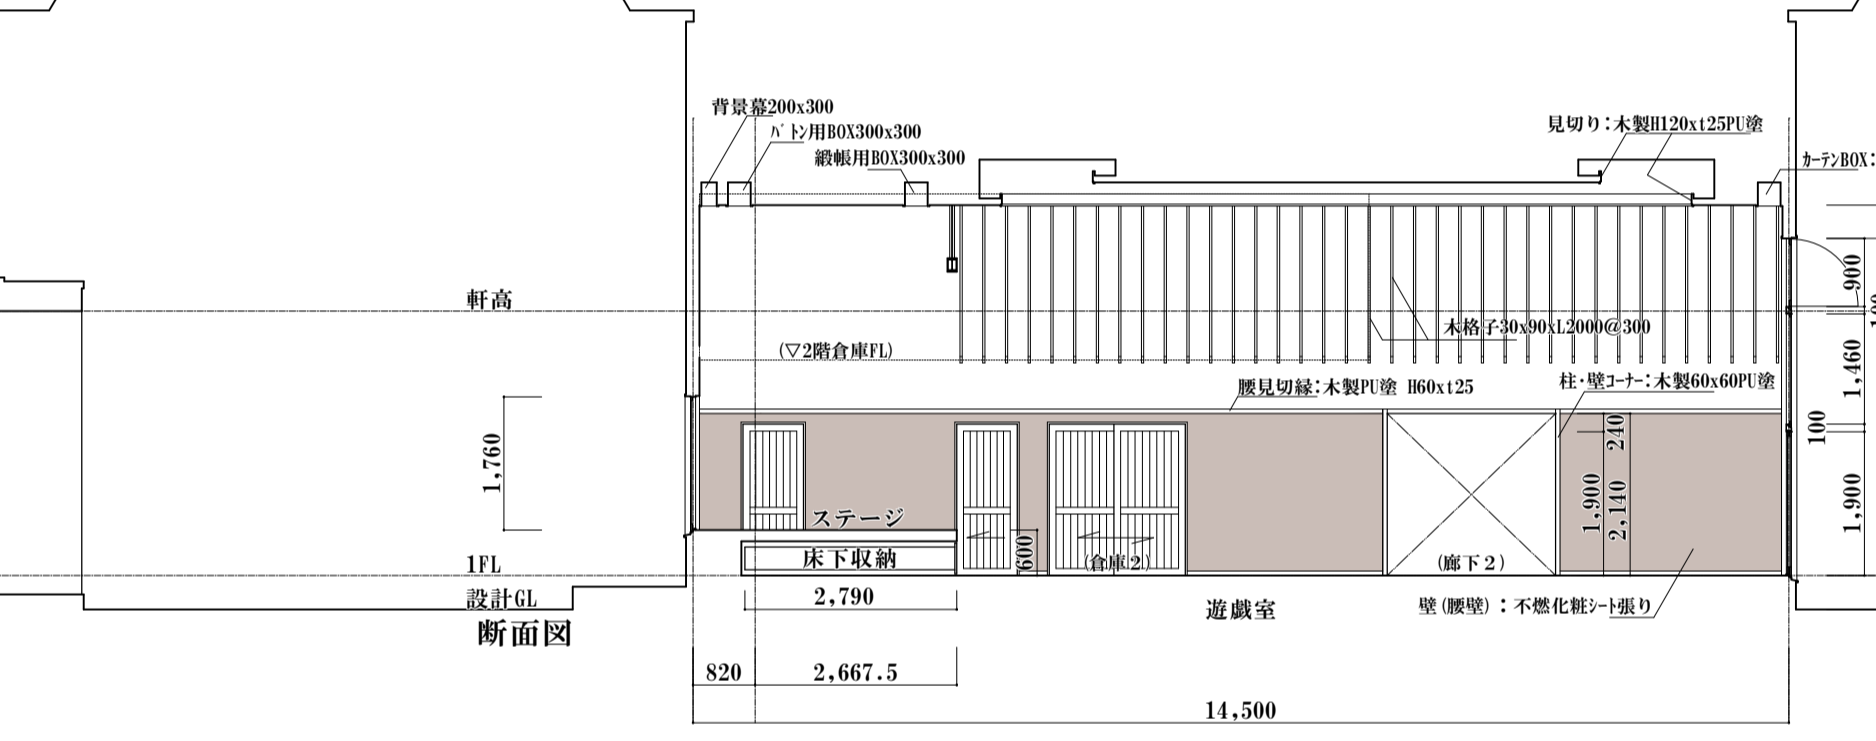 背景幕200x300
ﾊﾞﾄﾝ用BOX300x300
緞帳用BOX300x300
見切り：木製H120xt25PU塗
ｶｰﾃﾝBOX：
軒高
(▽2階倉庫FL)
木格子30x90xL2000@300
900
1,460
100
1,900
腰見切縁：木製PU塗 H60xt25
柱・壁ｺｰﾅｰ：木製60x60PU塗
1,760
240
1,900
2,140
ステージ
床下収納
600
(倉庫２)
(廊下２)
1FL
設計GL
断面図
2,790
遊戯室
壁(腰壁)：不燃化粧ｼｰﾄ張り
820
2,667.5
14,500